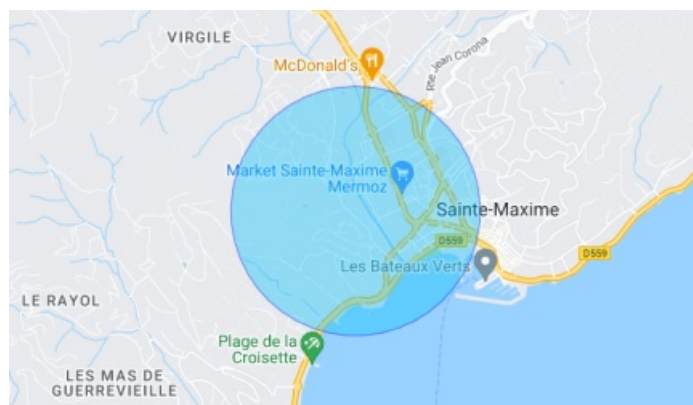 VIRGILE
McDonald's
Rte Jean Corona
Market Sainte-Maxime
Mermoz
Sainte-Maxime
D559
D559
Les Bateaux Verts
LE RAYOL
Plage de la
Croisette
LES MAS DE
GUERREVIEILLE